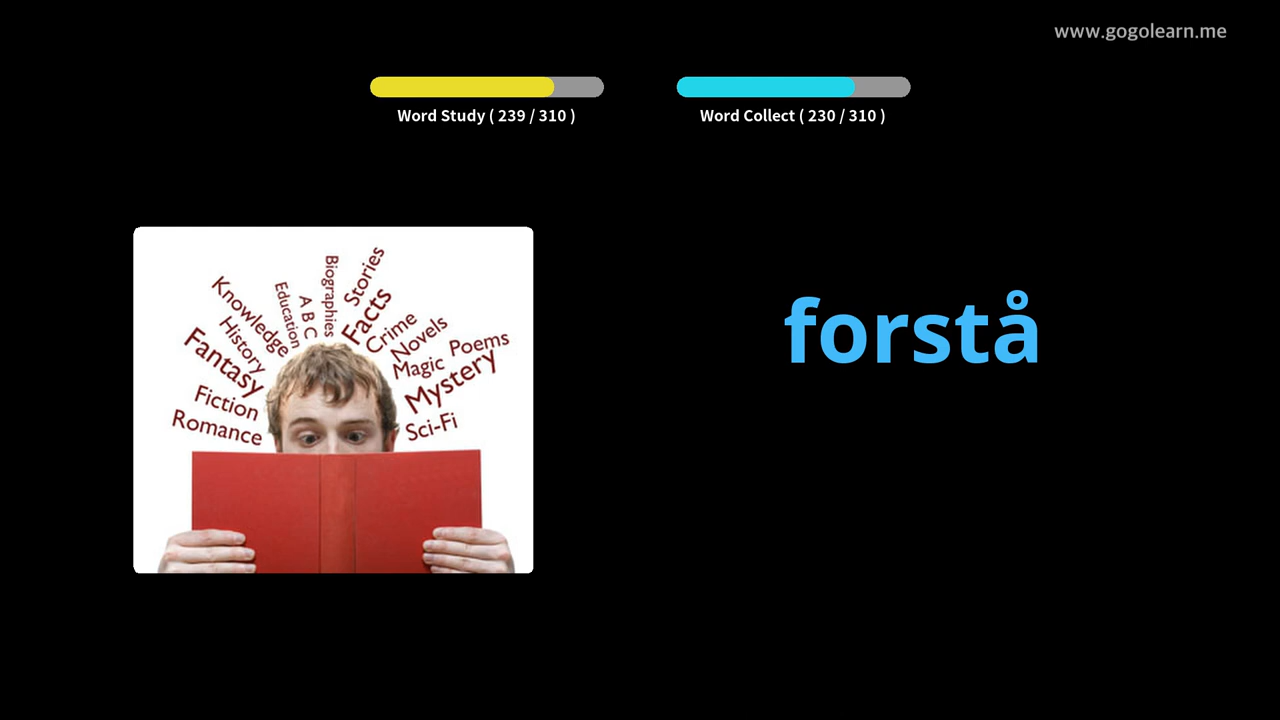 www.gogolearn.me
Word Study ( 239 / 310 )
Word Collect ( 230 / 310 )
forstå
Romance
Fiction
Fantasy
History
Knowledge
Education
A B C
Biographies
Stories
Facts
Crime
Novels
Magic
Poems
Mystery
Sci-Fi